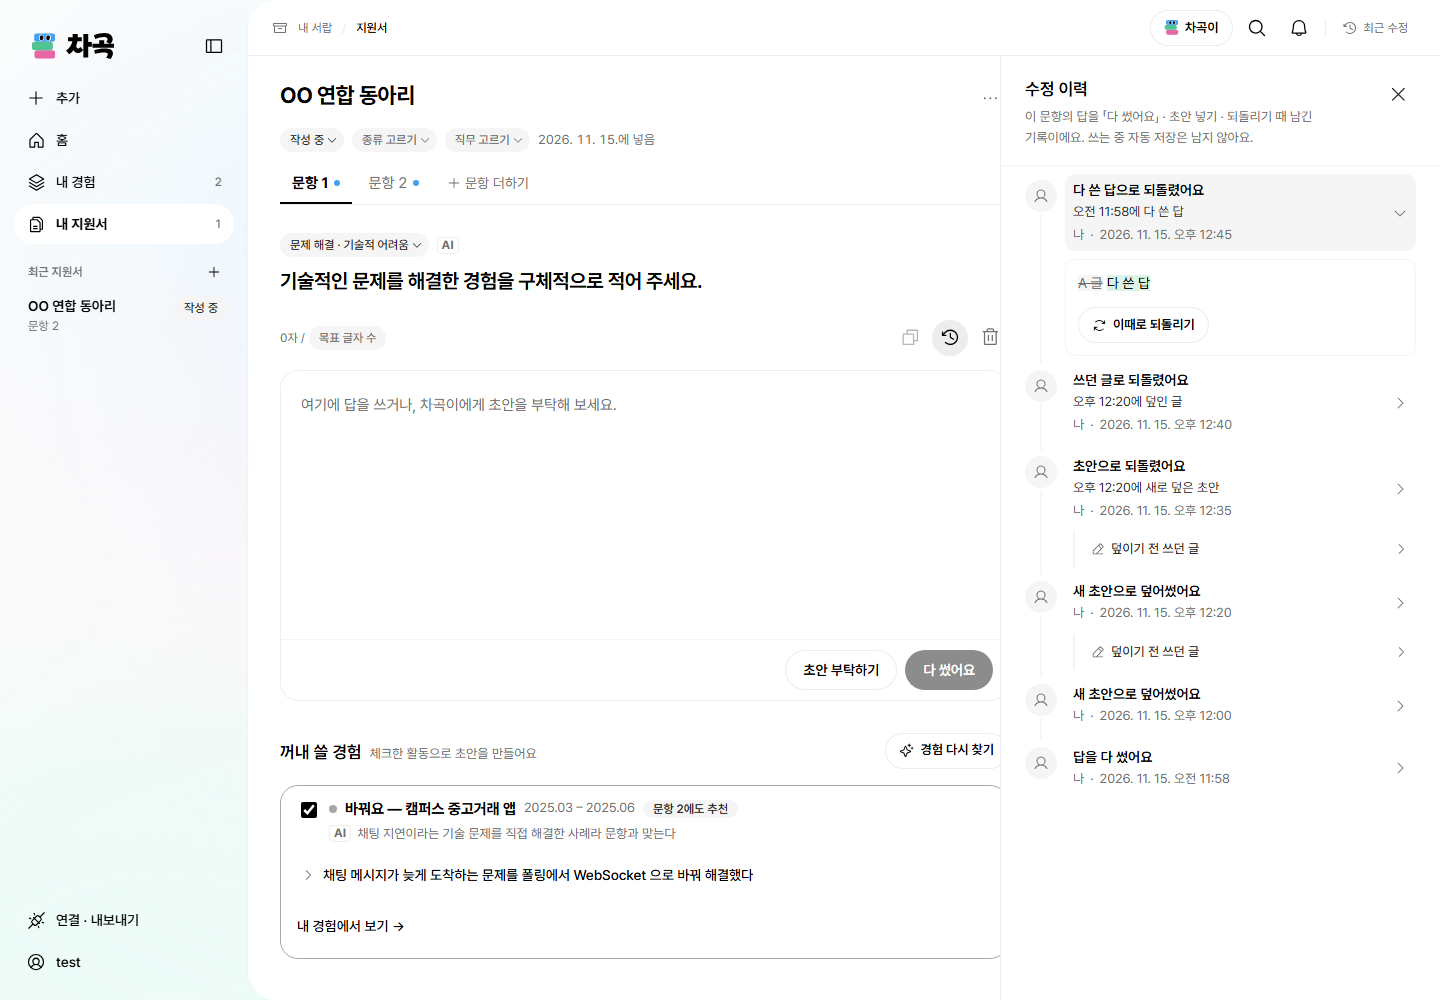 차곡
추가
홈
내 경험 2
내 지원서 1
최근 지원서
OO 연합 동아리 작성 중
문항 2
연결 · 내보내기
test
내 서랍 / 지원서
차곡이
최근 수정
OO 연합 동아리
작성 중 종류 고르기 직무 고르기 2026. 11. 15.에 넣음
문항 1 문항 2 문항 더하기
문제 해결 · 기술적 어려움 AI
기술적인 문제를 해결한 경험을 구체적으로 적어 주세요.
0자 / 목표 글자 수
여기에 답을 쓰거나, 차곡이에게 초안을 부탁해 보세요.
초안 부탁하기 다 썼어요
꺼내 쓸 경험 체크한 활동으로 초안을 만들어요 경험 다시 찾기
바꿔요 — 캠퍼스 중고거래 앱 2025.03 – 2025.06 문항 2에도 추천
AI 채팅 지연이라는 기술 문제를 직접 해결한 사례라 문항과 맞는다
채팅 메시지가 늦게 도착하는 문제를 폴링에서 WebSocket 으로 바꿔 해결했다
내 경험에서 보기 →
수정 이력
이 문항의 답을 「다 썼어요」 · 초안 넣기 · 되돌리기 때 남긴
기록이에요. 쓰는 중 자동 저장은 남지 않아요.
다 쓴 답으로 되돌렸어요
오전 11:58에 다 쓴 답
나 · 2026. 11. 15. 오후 12:45
A 글 다 쓴 답
이때로 되돌리기
쓰던 글로 되돌렸어요
오후 12:20에 덮인 글
나 · 2026. 11. 15. 오후 12:40
초안으로 되돌렸어요
오후 12:20에 새로 덮은 초안
나 · 2026. 11. 15. 오후 12:35
덮이기 전 쓰던 글
새 초안으로 덮어썼어요
나 · 2026. 11. 15. 오후 12:20
덮이기 전 쓰던 글
새 초안으로 덮어썼어요
나 · 2026. 11. 15. 오후 12:00
답을 다 썼어요
나 · 2026. 11. 15. 오전 11:58